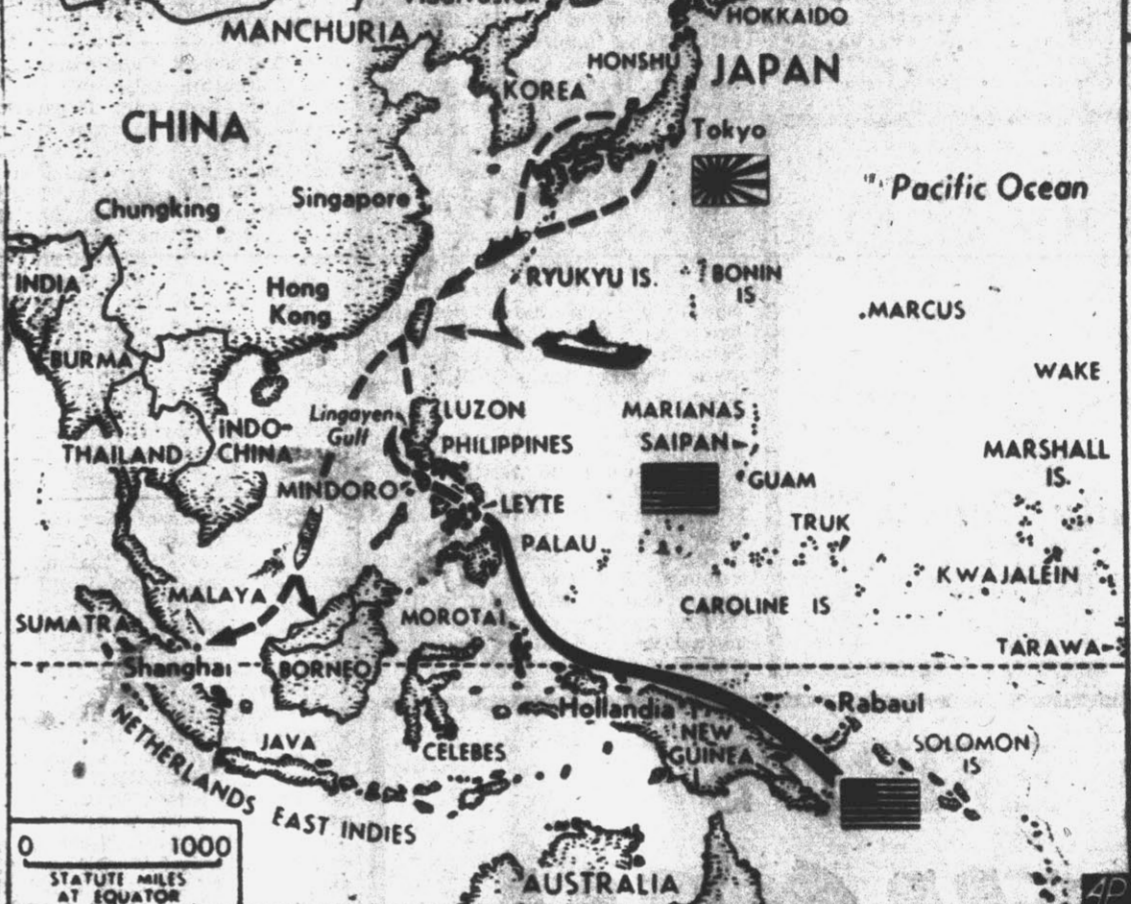 HOKKAIDO
MANCHURIA
HONSHU
JAPAN
KOREA
CHINA
Tokyo
Singapore
Pacific Ocean
Chungking
INDIA
RYUKYU IS.
BONIN
IS
Hong
Kong
MARCUS
BURMA
WAKE
Lingayen
Gulf
LUZON
MARIANAS
INDO-
CHINA
PHILIPPINES
SAIPAN
THAILAND
MARSHALL
IS.
GUAM
MINDORO
LEYTE
TRUK
PALAU
KWAJALEIN
MALAYA
CAROLINE IS
SUMATRA
MOROTAI
TARAWA
Shanghai
BORNEO
Hollandia
Rabaul
NEW
GUINEA
SOLOMON
IS
JAVA
CELEBES
NETHERLANDS EAST INDIES
0 1000
STATUTE MILES
AT EQUATOR
AUSTRALIA
AP